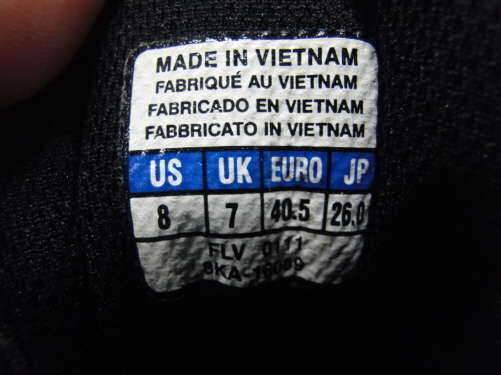 MADE IN VIETNAM
FABRIQUÉ AU VIETNAM
FABRICADO EN VIETNAM
FABBRICATO IN VIETNAM
US UK EURO JP
8 7 40.5 26.0
FLV 0111